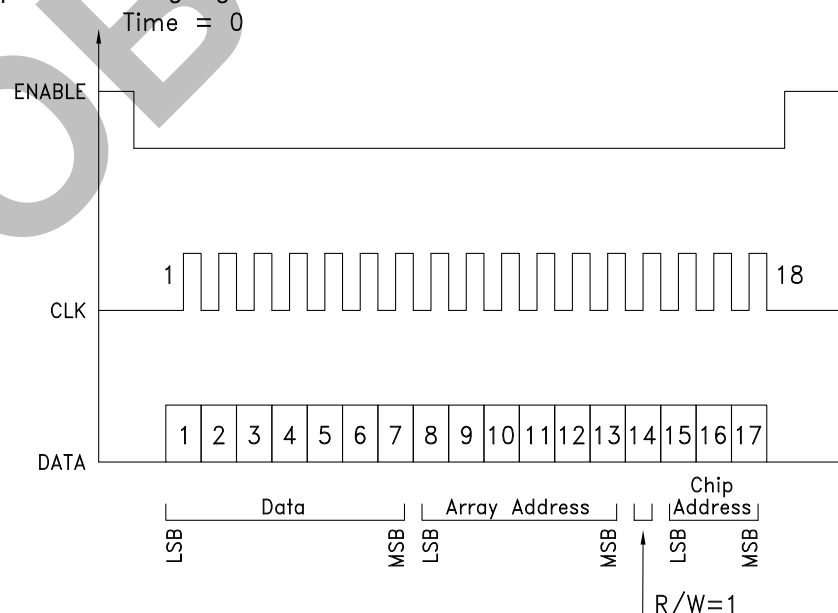 Time = 0
ENABLE
1
18
CLK
1 2 3 4 5 6 7 8 9 10 11 12 13 14 15 16 17
DATA
Data
Array Address
Chip
Address
LSB
MSB
LSB
MSB
LSB
MSB
R/W=1